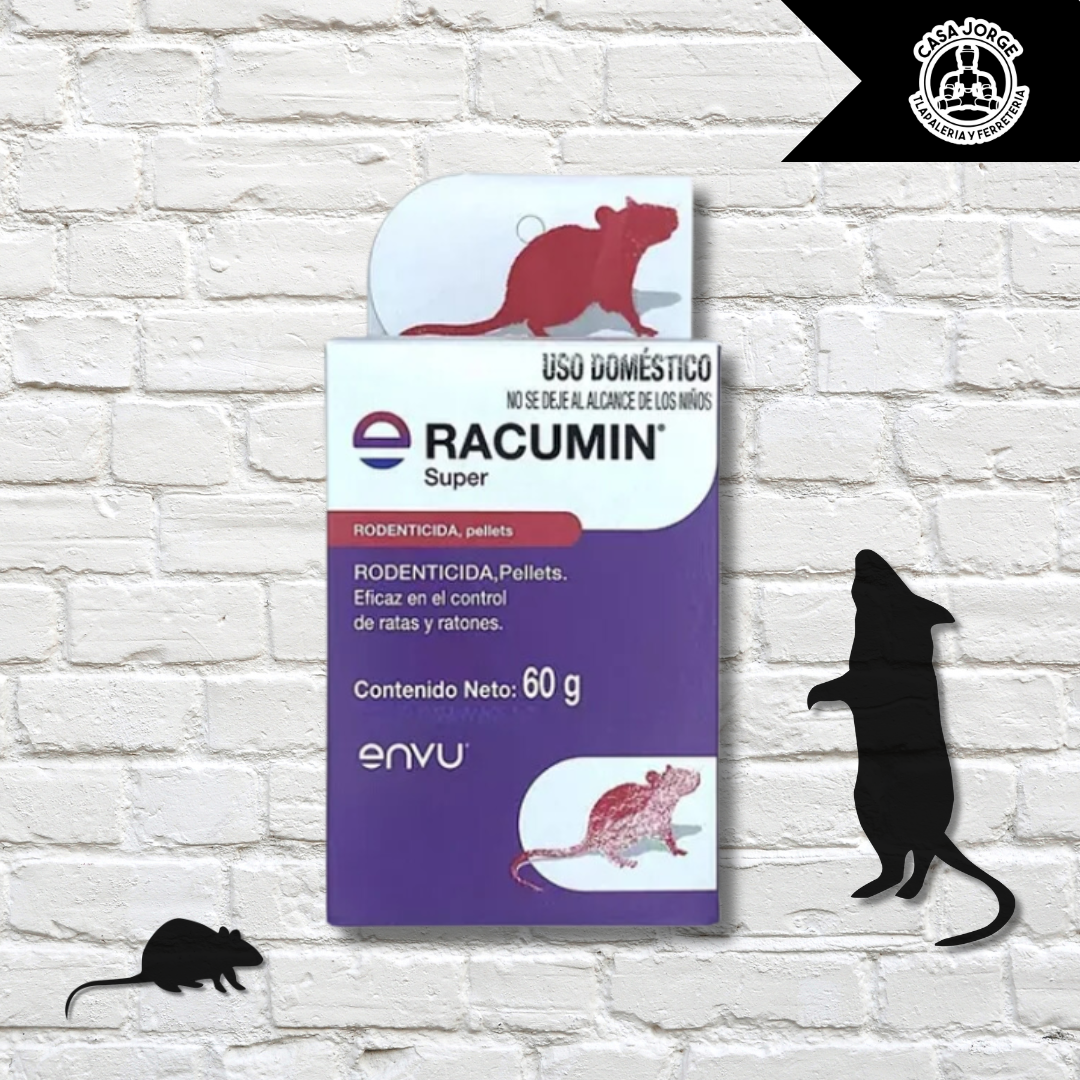 CASA JORGE
TLAPALERIA Y FERRETERIA
USO DOMÉSTICO
NO SE DEJE AL ALCANCE DE LOS NIÑOS
RACUMIN®
Super
RODENTICIDA, pellets
RODENTICIDA,Pellets.
Eficaz en el control
de ratas y ratones.
Contenido Neto: 60 g
envu®